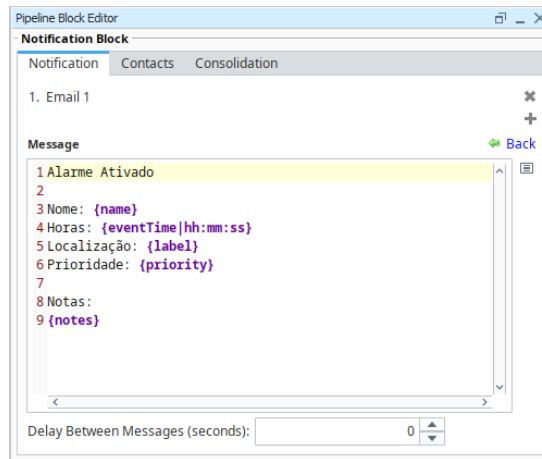 Pipeline Block Editor
Notification Block
Notification Contacts Consolidation
1. Email 1
Message Back
1 Alarme Ativado
2
3 Nome: {name}
4 Horas: {eventTime|hh:mm:ss}
5 Localização: {label}
6 Prioridade: {priority}
7
8 Notas:
9 {notes}
Delay Between Messages (seconds): 0